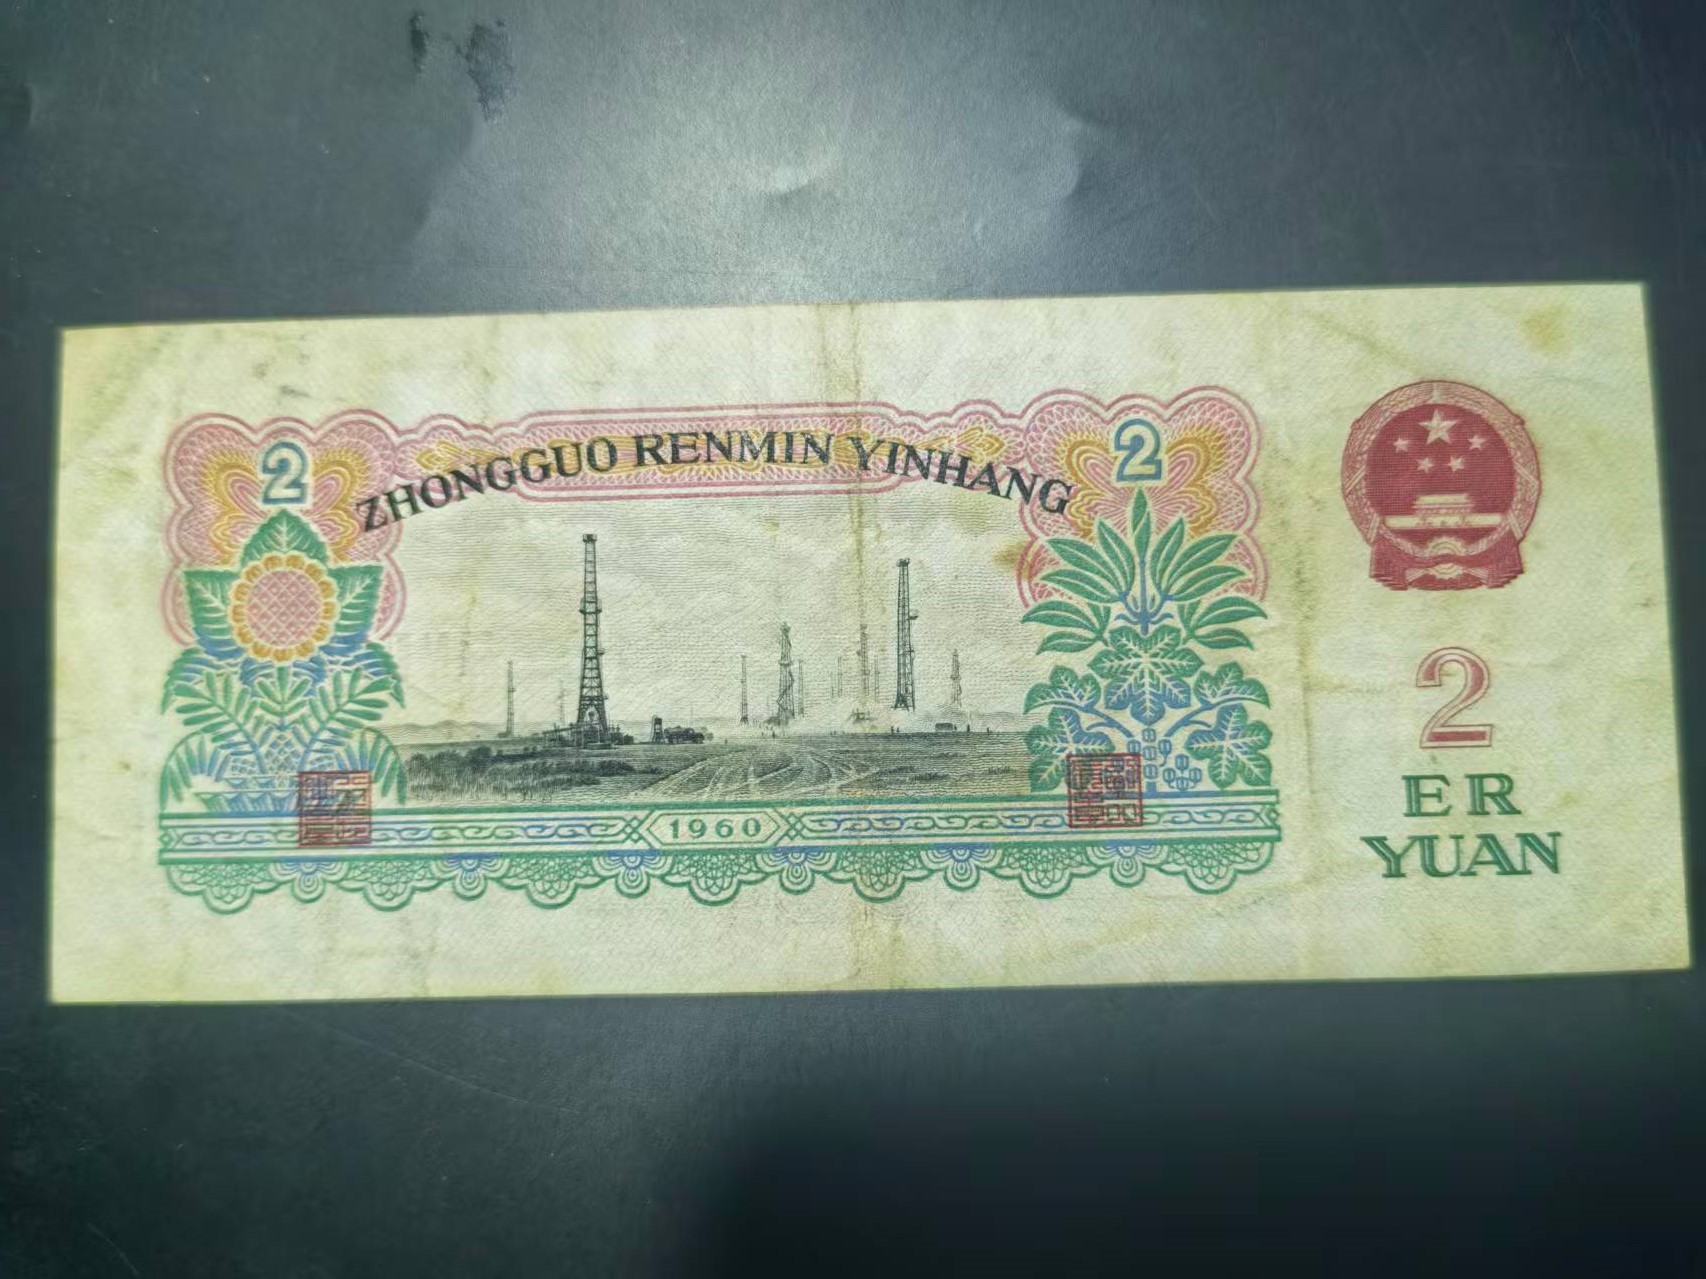 2
2
ZHONGGUO RENMIN YINHANG
2
ER
YUAN
1960